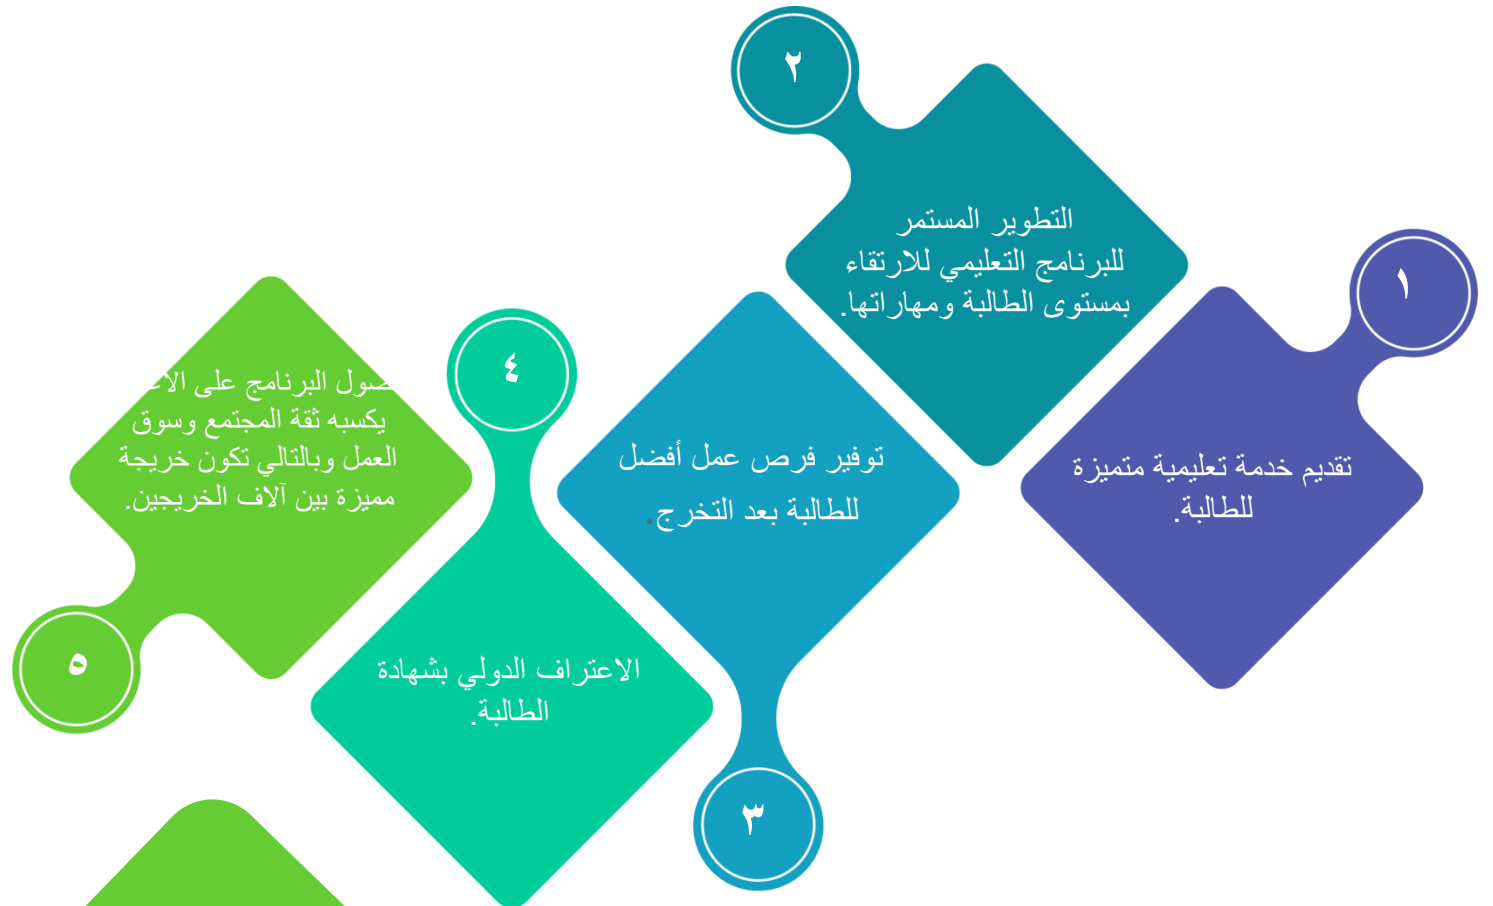 ١
تقديم خدمة تعليمية متميزة
للطالبة.
٢
التطوير المستمر
للبرنامج التعليمي للارتقاء
بمستوى الطالبة ومهاراتها.
٣
توفير فرص عمل أفضل
للطالبة بعد التخرج.
٤
الاعتراف الدولي بشهادة
الطالبة.
٥
البرنامج على
يكسبه ثقة المجتمع وسوق
العمل وبالتالي تكون خريجة
مميزة بين آلاف الخريجين.